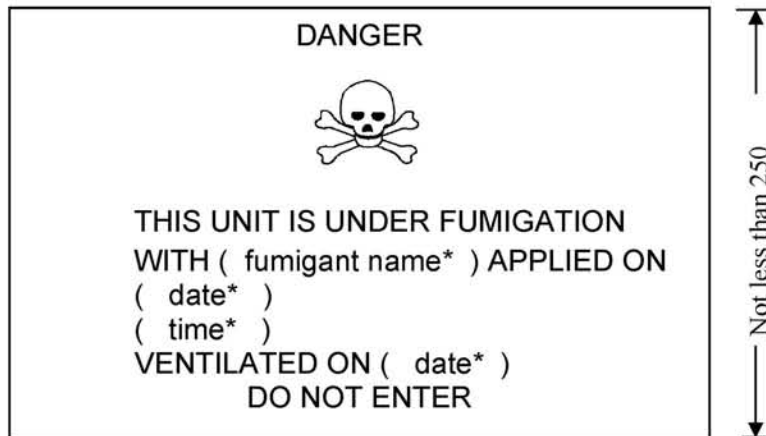 DANGER
THIS UNIT IS UNDER FUMIGATION
WITH ( fumigant name* ) APPLIED ON
( date* )
( time* )
VENTILATED ON ( date* )
DO NOT ENTER
Not less than 250